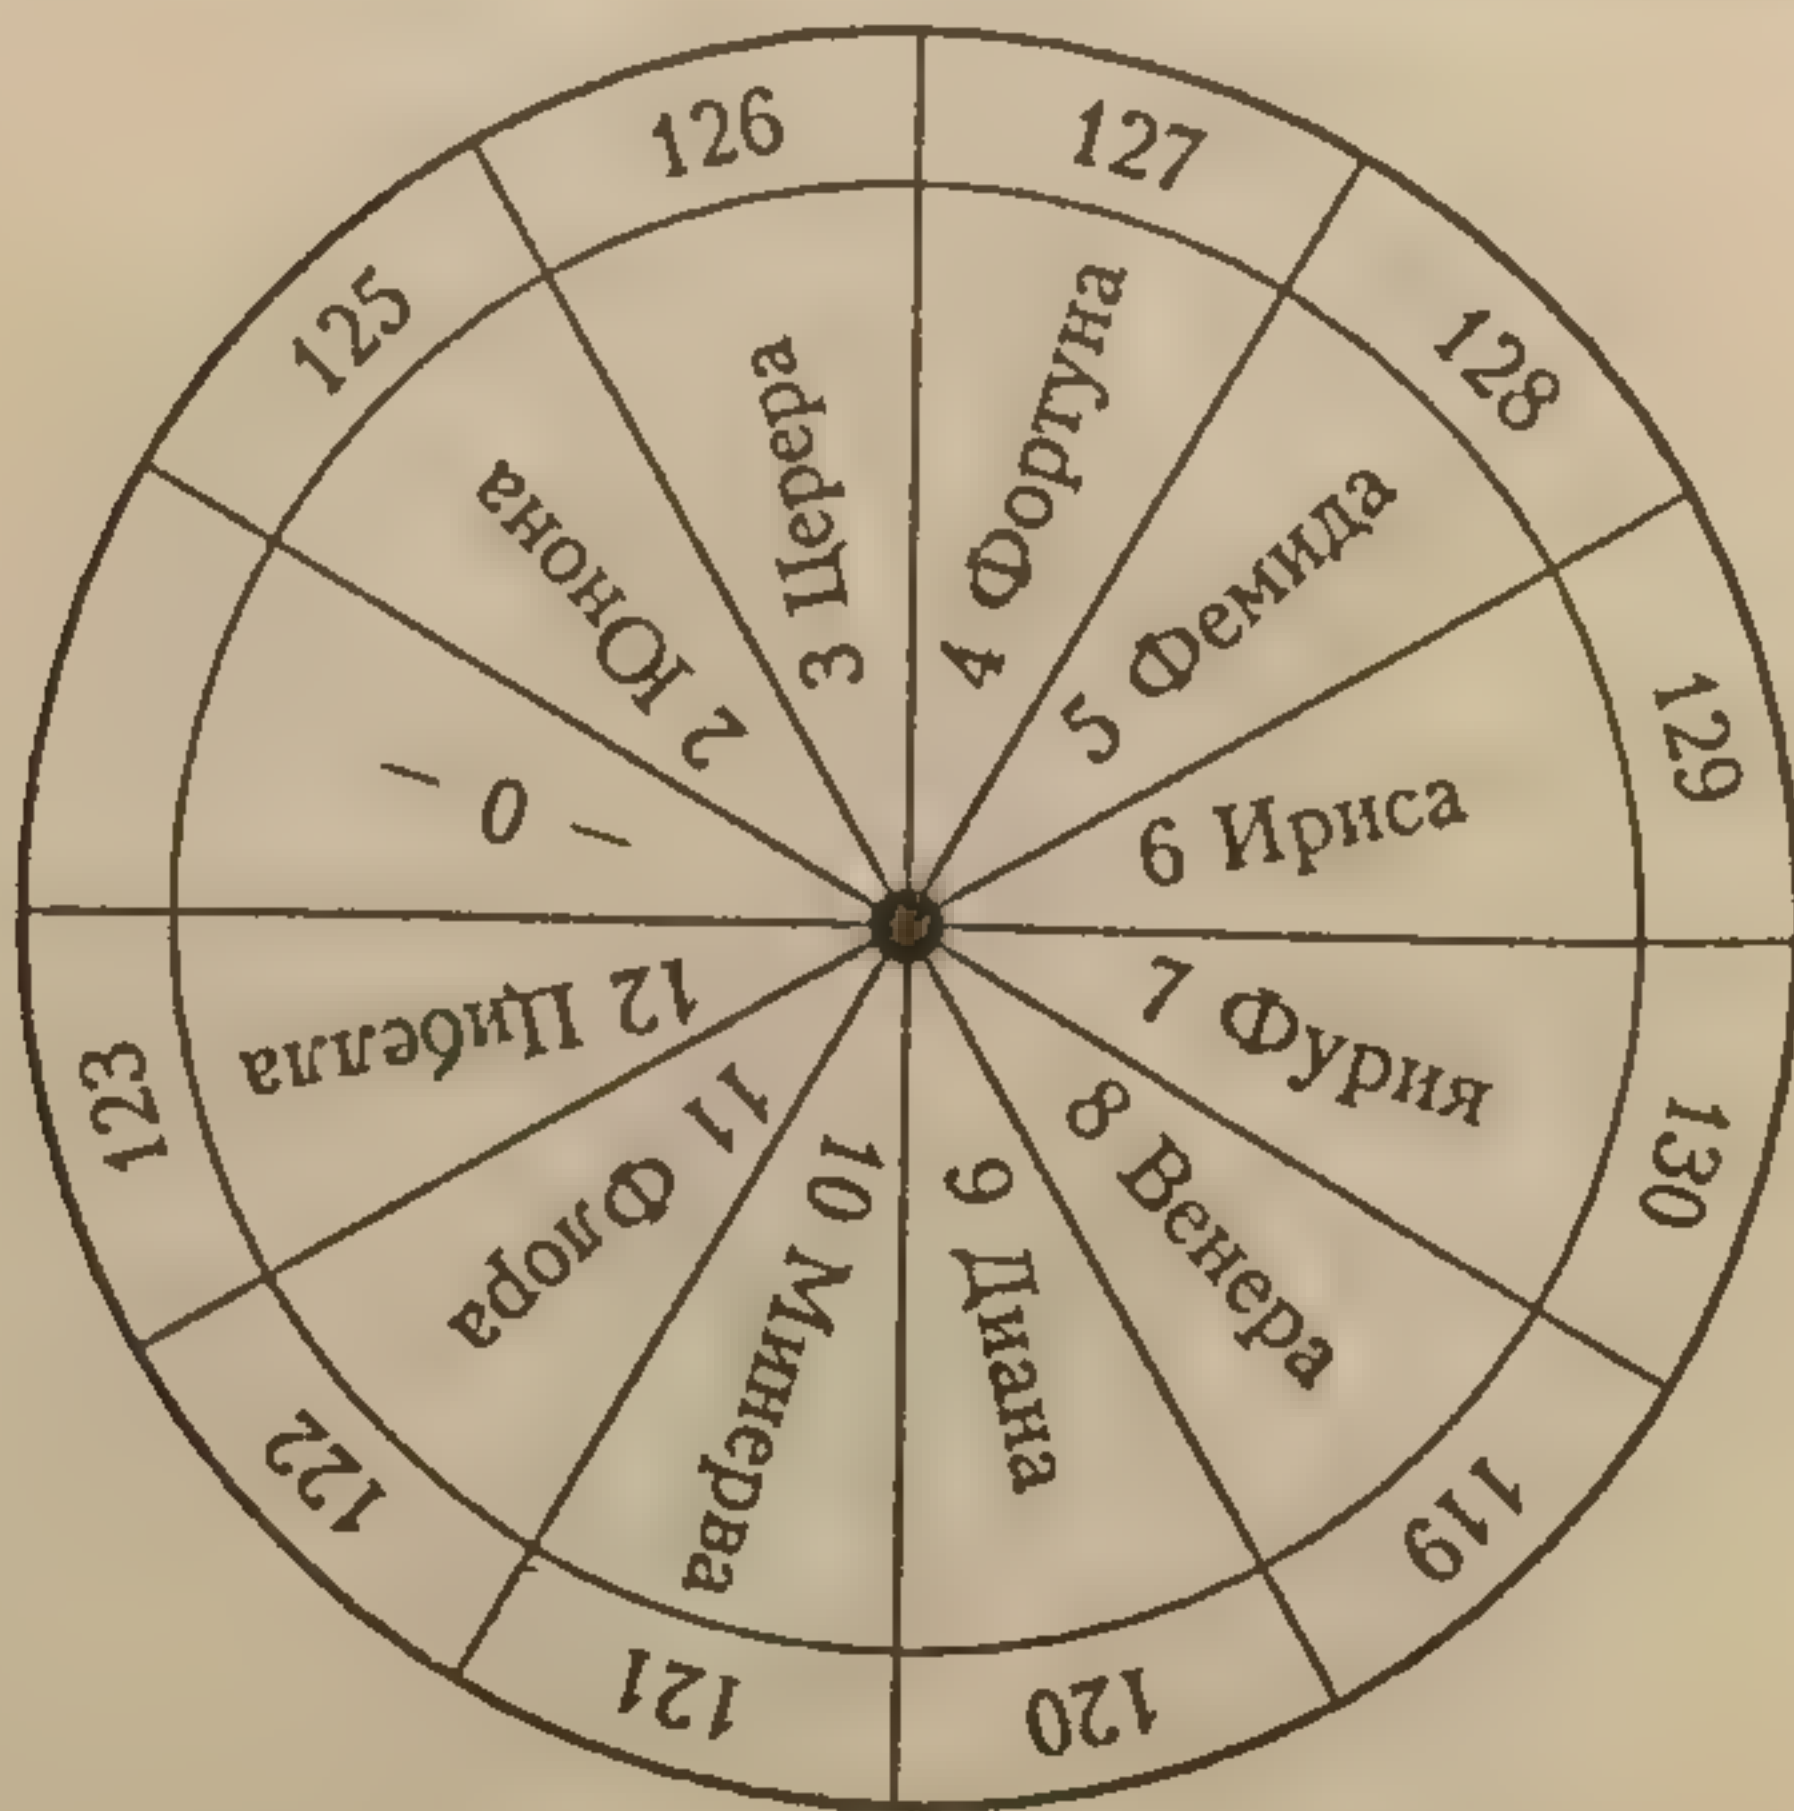 126
127
128
129
130
119
120
121
122
123
125
– 0 –
2 Юнона
3 Церера
4 Фортуна
5 Фемида
6 Ириса
7 Фурия
8 Венера
9 Диана
10 Минерва
11 Флора
12 Цибелла